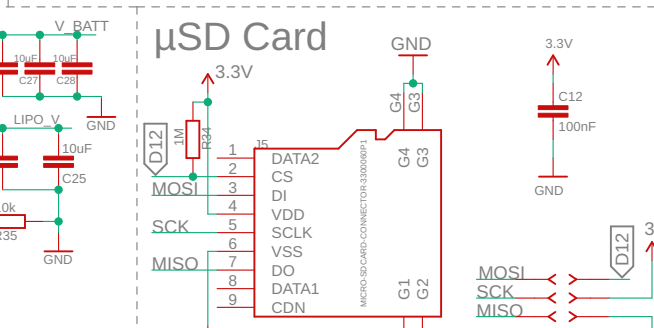 V_BATT
10uF
10uF
C27
C28
GND
LIPO_V
10uF
C25
GND
µSD Card
3.3V
D12
1M
R34
J5
MOSI
SCK
MISO
1
2
3
4
5
6
7
8
9
DATA2
CS
DI
VDD
SCLK
VSS
DO
DATA1
CDN
MICRO-SDCARD-CONNECTOR-3300060P1
GND
G4
G3
G4
G3
G1
G2
3.3V
C12
100nF
GND
D12
MOSI
SCK
MISO